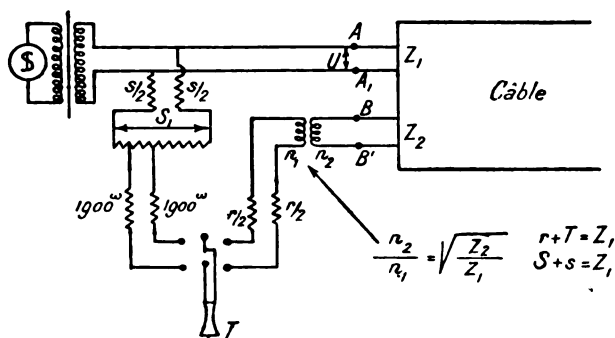 A
Z₁
U
A₁
Câble
s/2
s/2
S₁
B
Z₂
B'
n₁
n₂
1900ω
1900ω
r/2
r/2
n₂/n₁ = √Z₂/Z₁
r+T=Z₁
S+s=Z₁
T